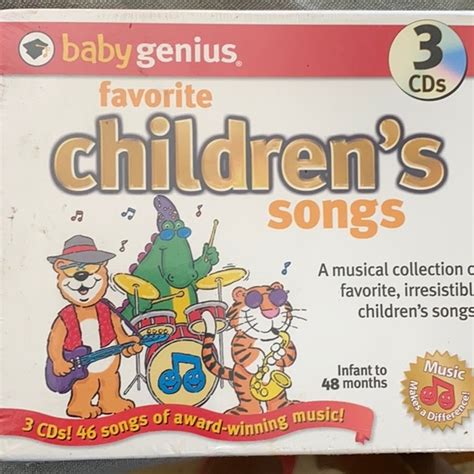 baby genius®
3
CDs
favorite
children's
songs
A musical collection o
favorite, irresistibl
children's songs
Infant to
48 months
Music
Makes a Difference!
3 CDs! 46 songs of award-winning music!